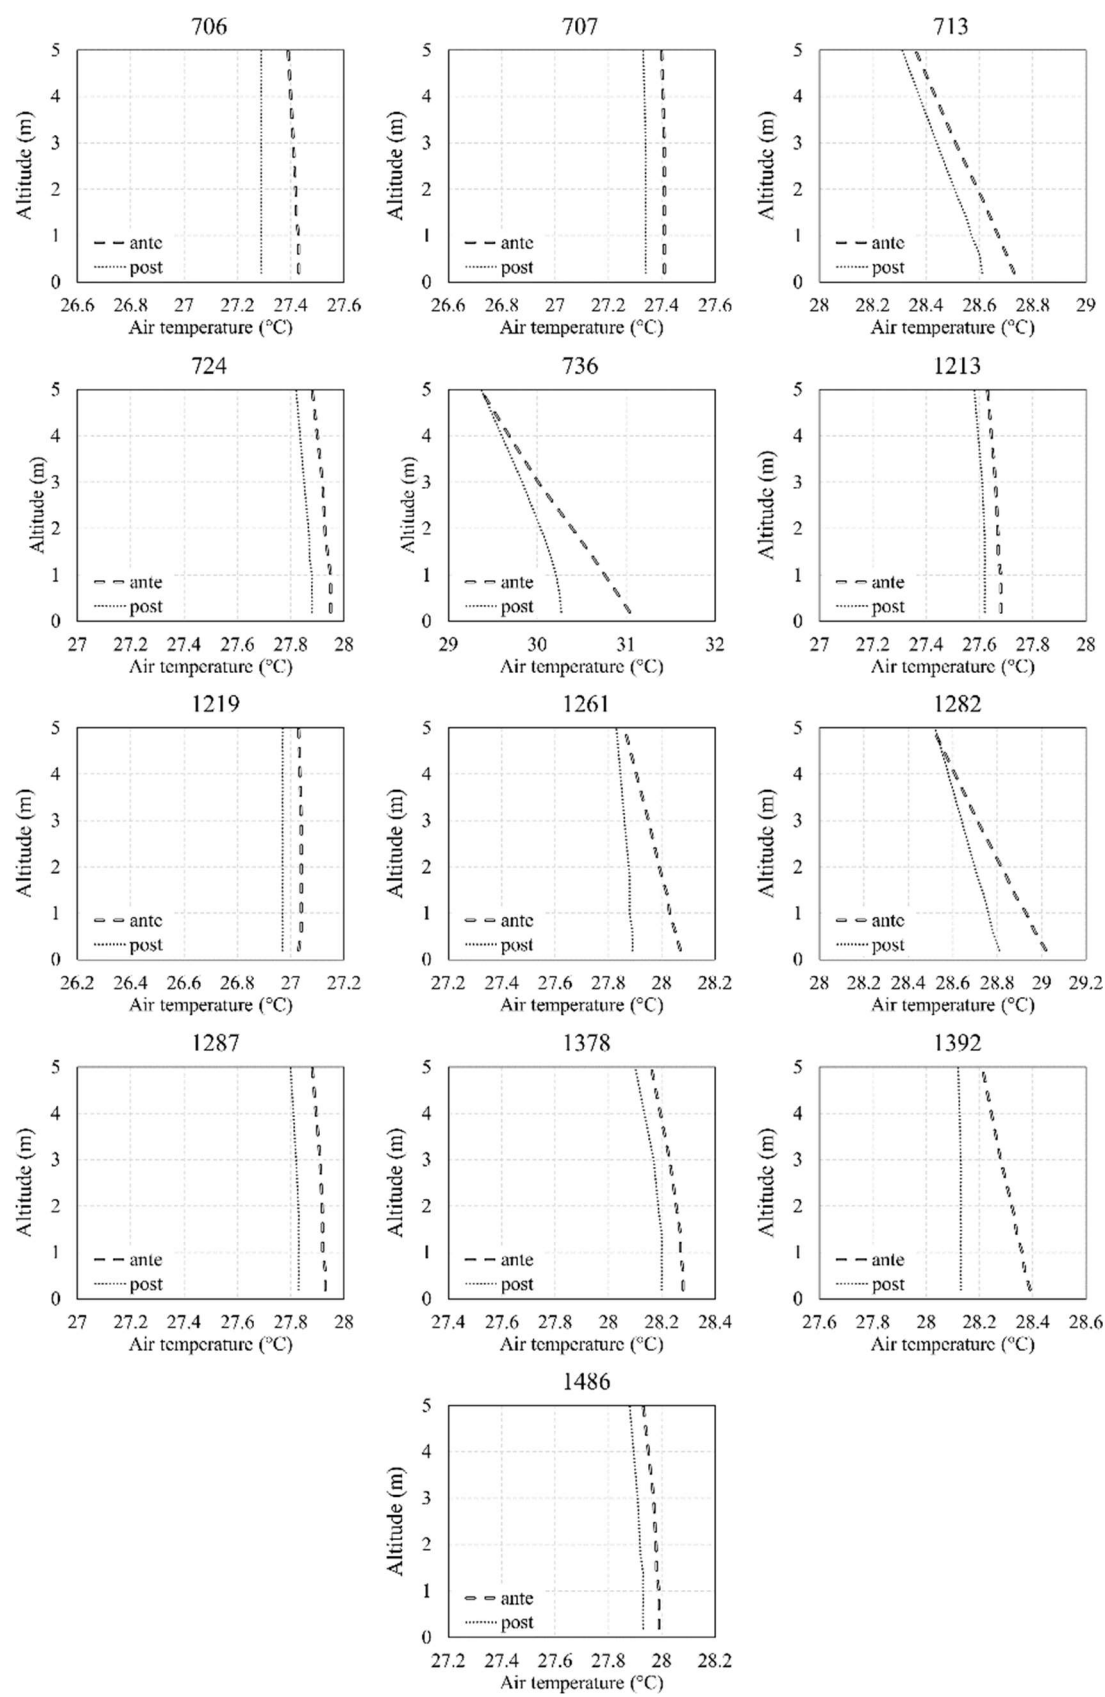 706 707 713
5 5 5
4 4 4
3 3 3
2 2 2
1 1 1
0 0 0
Altitude (m) Altitude (m) Altitude (m)
ante ante ante
post post post
26.6 26.8 27 27.2 27.4 27.6 26.6 26.8 27 27.2 27.4 27.6 28 28.2 28.4 28.6 28.8 29
Air temperature (°C) Air temperature (°C) Air temperature (°C)
724 736 1213
5 5 5
4 4 4
3 3 3
2 2 2
1 1 1
0 0 0
Altitude (m) Altitude (m) Altitude (m)
ante ante ante
post post post
27 27.2 27.4 27.6 27.8 28 29 30 31 32 27 27.2 27.4 27.6 27.8 28
Air temperature (°C) Air temperature (°C) Air temperature (°C)
1219 1261 1282
5 5 5
4 4 4
3 3 3
2 2 2
1 1 1
0 0 0
Altitude (m) Altitude (m) Altitude (m)
ante ante ante
post post post
26.2 26.4 26.6 26.8 27 27.2 27.2 27.4 27.6 27.8 28 28.2 28 28.2 28.4 28.6 28.8 29 29.2
Air temperature (°C) Air temperature (°C) Air temperature (°C)
1287 1378 1392
5 5 5
4 4 4
3 3 3
2 2 2
1 1 1
0 0 0
Altitude (m) Altitude (m) Altitude (m)
ante ante ante
post post post
27 27.2 27.4 27.6 27.8 28 27.4 27.6 27.8 28 28.2 28.4 27.6 27.8 28 28.2 28.4 28.6
Air temperature (°C) Air temperature (°C) Air temperature (°C)
1486
5
4
3
2
1
0
Altitude (m)
ante
post
27.2 27.4 27.6 27.8 28 28.2
Air temperature (°C)